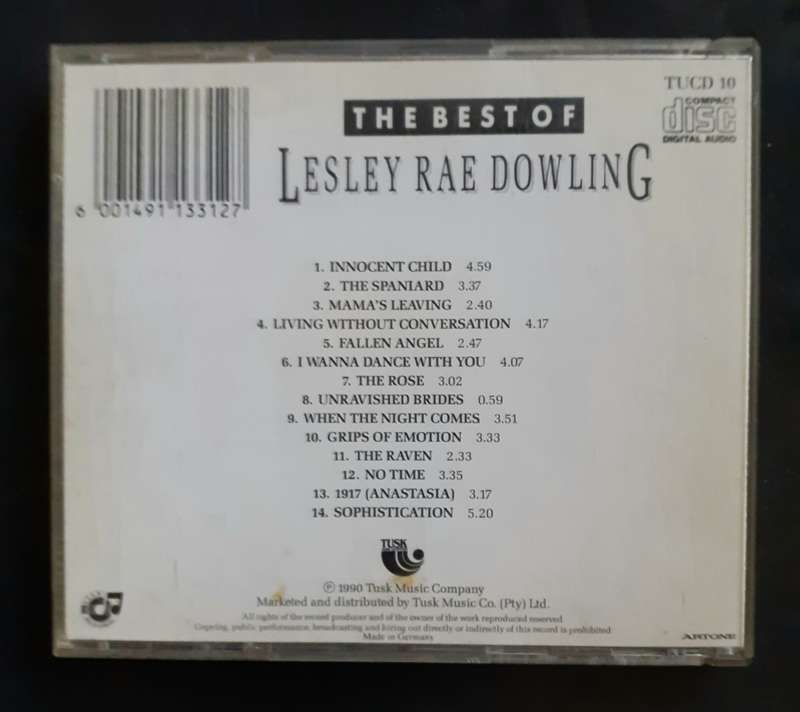 TUCD 10
COMPACT
disc
DIGITAL AUDIO
THE BEST OF
LESLEY RAE DOWLING
6 001491 133127
1. INNOCENT CHILD 4.59
2. THE SPANIARD 3.37
3. MAMA'S LEAVING 2.40
4. LIVING WITHOUT CONVERSATION 4.17
5. FALLEN ANGEL 2.47
6. I WANNA DANCE WITH YOU 4.07
7. THE ROSE 3.02
8. UNRAVISHED BRIDES 0.59
9. WHEN THE NIGHT COMES 3.51
10. GRIPS OF EMOTION 3.33
11. THE RAVEN 2.33
12. NO TIME 3.35
13. 1917 (ANASTASIA) 3.17
14. SOPHISTICATION 5.20
TUSK
℗ 1990 Tusk Music Company
Marketed and distributed by Tusk Music Co. (Pty) Ltd.
All rights of the record producer and of the owner of the work reproduced reserved
Copying, public performance, broadcasting and hiring out directly or indirectly of this record is prohibited
Made in Germany
ARTONE